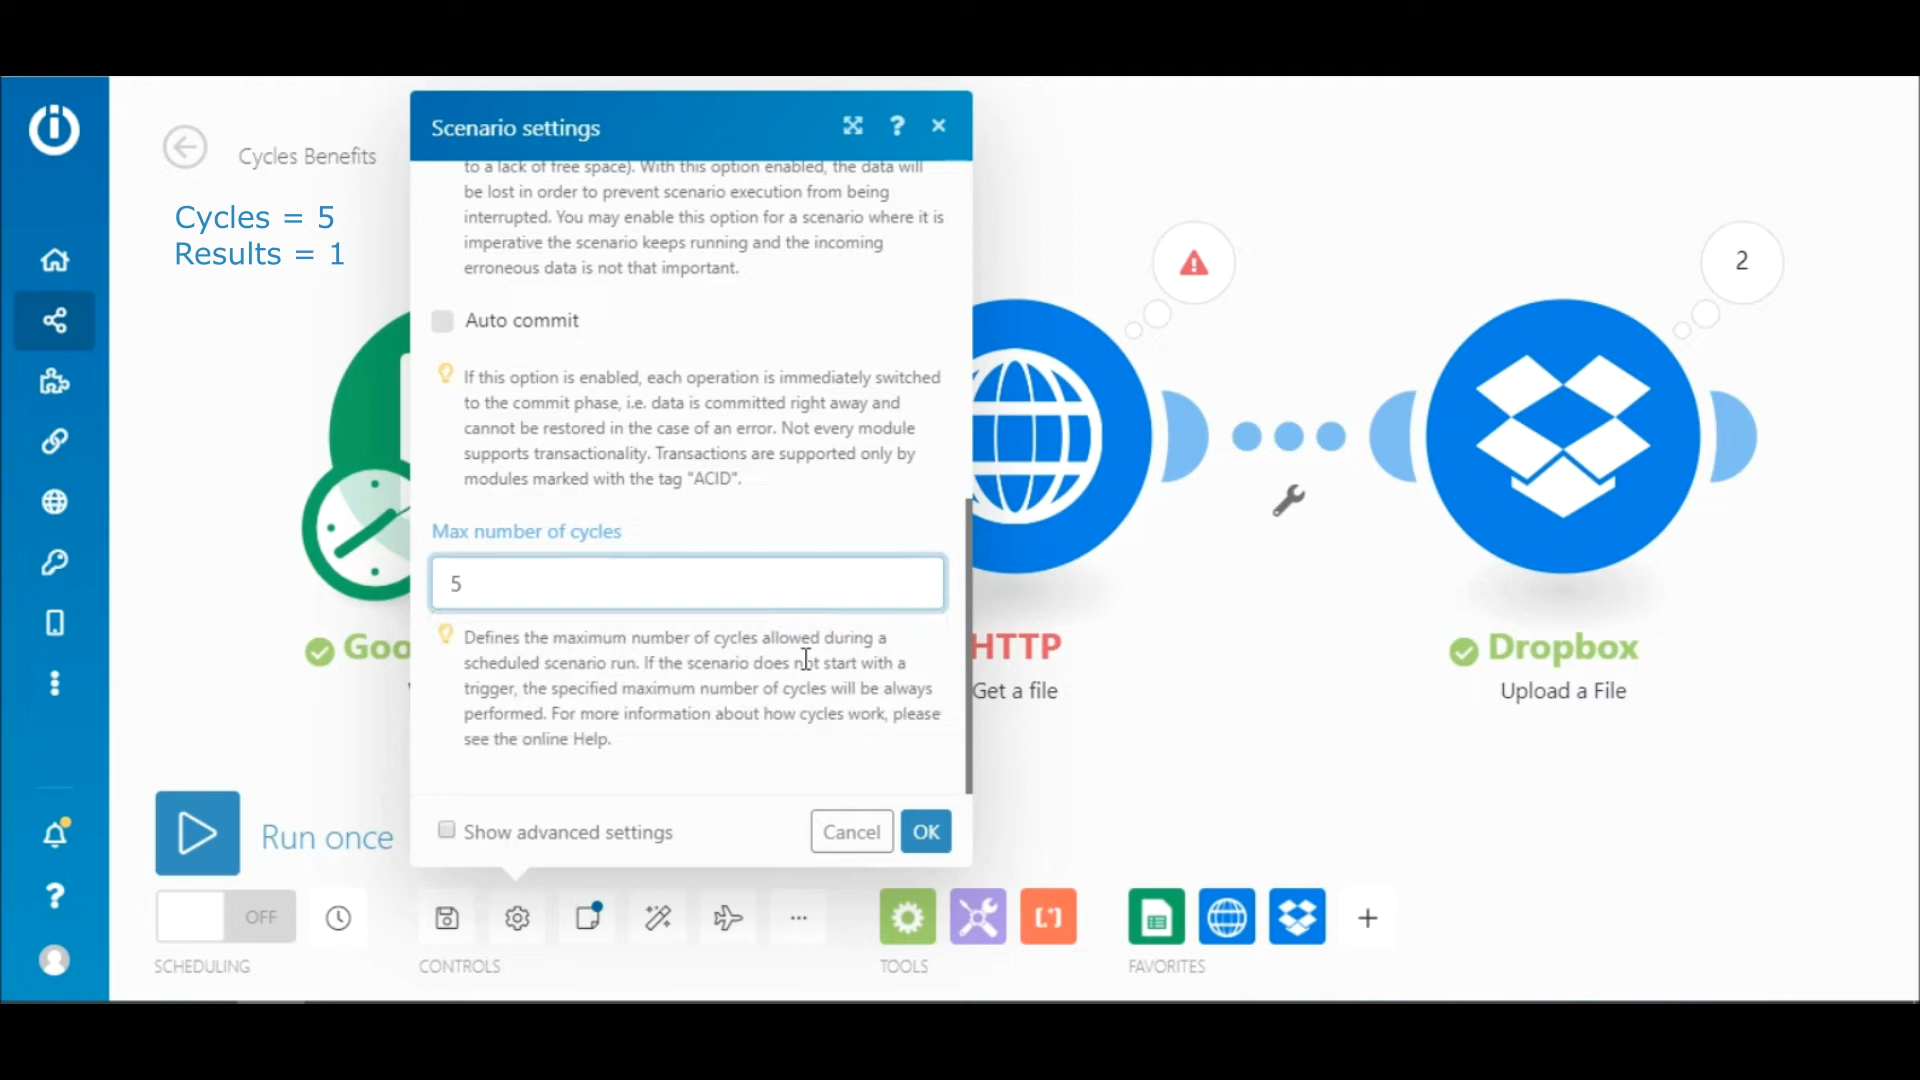 Scenario settings
Cycles Benefits
Cycles = 5
Results = 1
to a lack of free space). With this option enabled, the data will
be lost in order to prevent scenario execution from being
interrupted. You may enable this option for a scenario where it is
imperative the scenario keeps running and the incoming
erroneous data is not that important.
2
Auto commit
If this option is enabled, each operation is immediately switched
to the commit phase, i.e. data is committed right away and
cannot be restored in the case of an error. Not every module
supports transactionality. Transactions are supported only by
modules marked with the tag "ACID".
Max number of cycles
5
Defines the maximum number of cycles allowed during a
scheduled scenario run. If the scenario does not start with a
trigger, the specified maximum number of cycles will be always
performed. For more information about how cycles work, please
see the online Help.
Goo
HTTP
Get a file
Dropbox
Upload a File
Show advanced settings
Cancel
OK
Run once
OFF
SCHEDULING
CONTROLS
TOOLS
FAVORITES